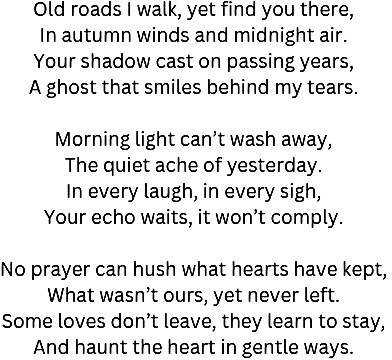 Old roads I walk, yet find you there,
In autumn winds and midnight air.
Your shadow cast on passing years,
A ghost that smiles behind my tears.

Morning light can’t wash away,
The quiet ache of yesterday.
In every laugh, in every sigh,
Your echo waits, it won’t comply.

No prayer can hush what hearts have kept,
What wasn’t ours, yet never left.
Some loves don’t leave, they learn to stay,
And haunt the heart in gentle ways.